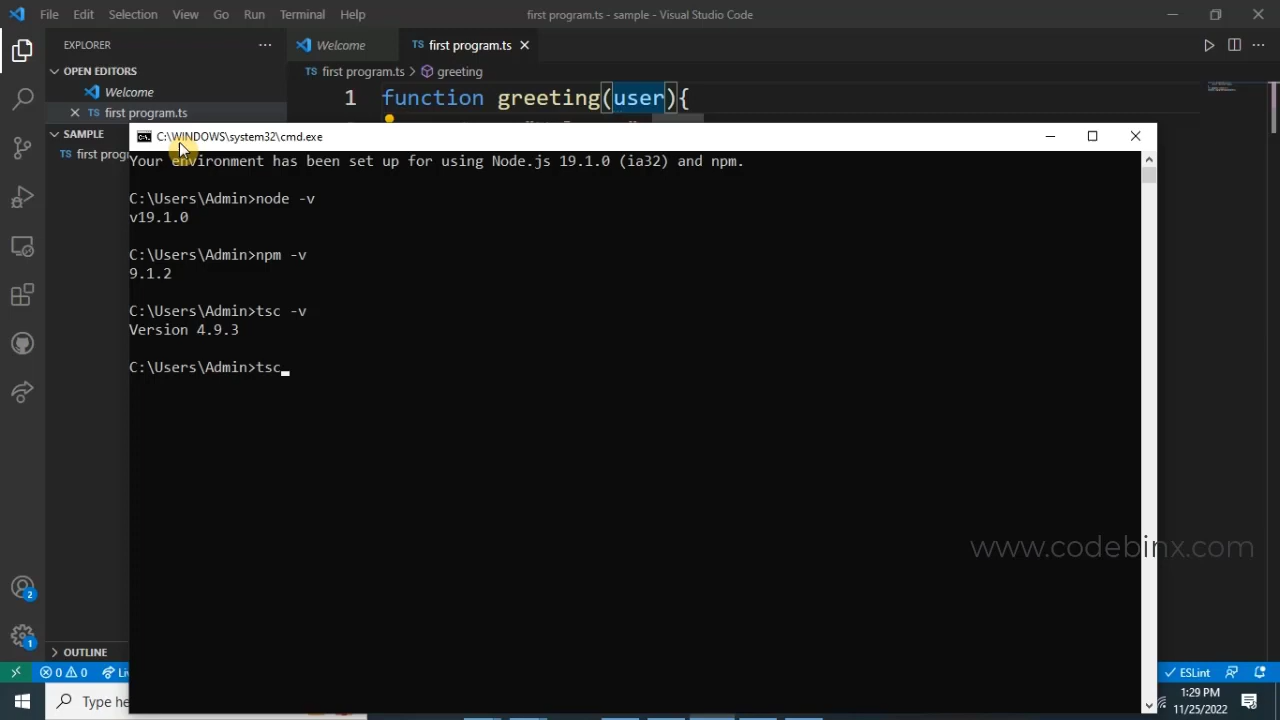 File Edit Selection View Go Run Terminal Help
first program.ts - sample - Visual Studio Code
EXPLORER
Welcome
TS first program.ts
OPEN EDITORS
TS first program.ts > greeting
Welcome
TS first program.ts
1 function greeting(user){
SAMPLE
TS first prog
C:\WINDOWS\system32\cmd.exe
Your environment has been set up for using Node.js 19.1.0 (ia32) and npm.
C:\Users\Admin>node -v
v19.1.0
C:\Users\Admin>npm -v
9.1.2
C:\Users\Admin>tsc -v
Version 4.9.3
C:\Users\Admin>tsc
www.codebinx.com
2
1
OUTLINE
0 0 Liv
ESLint
Type he
1:29 PM
11/25/2022